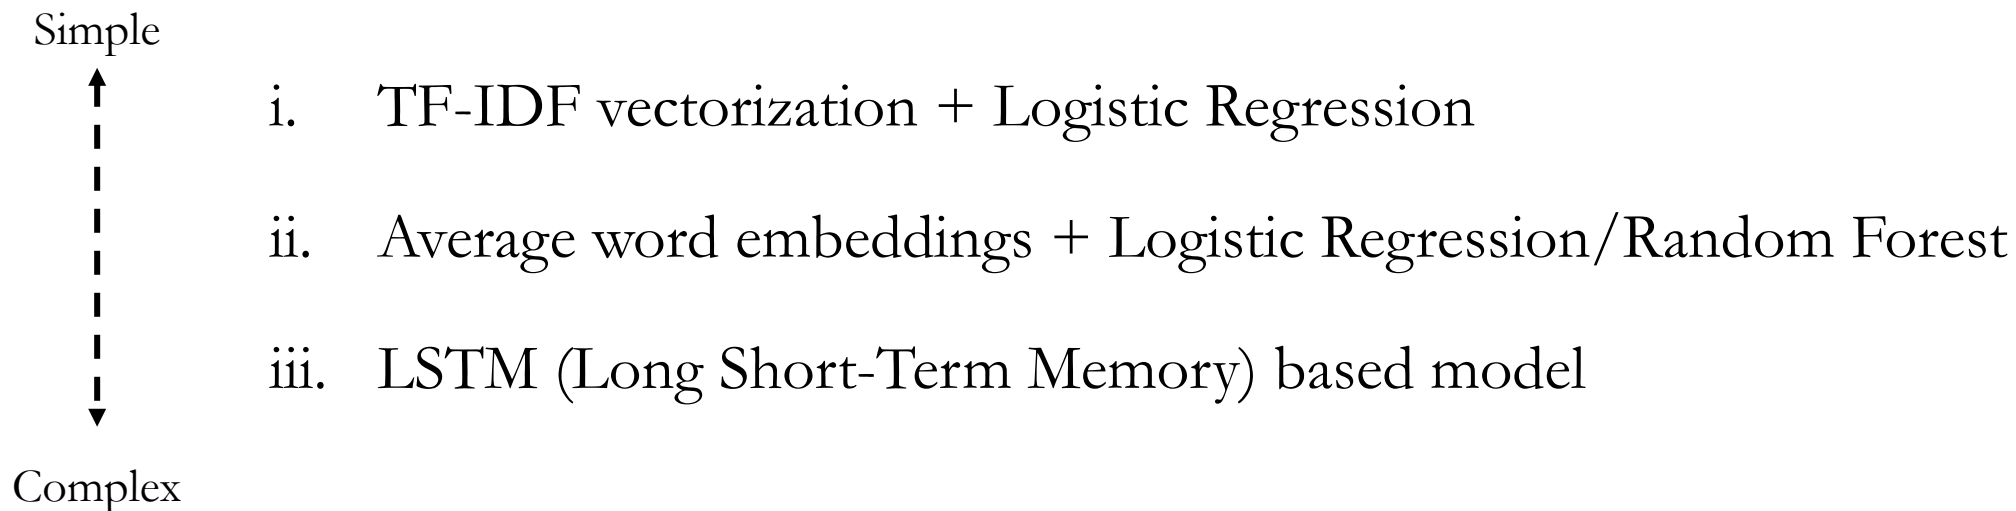 Simple
i. TF-IDF vectorization + Logistic Regression
ii. Average word embeddings + Logistic Regression/Random Forest
iii. LSTM (Long Short-Term Memory) based model
Complex